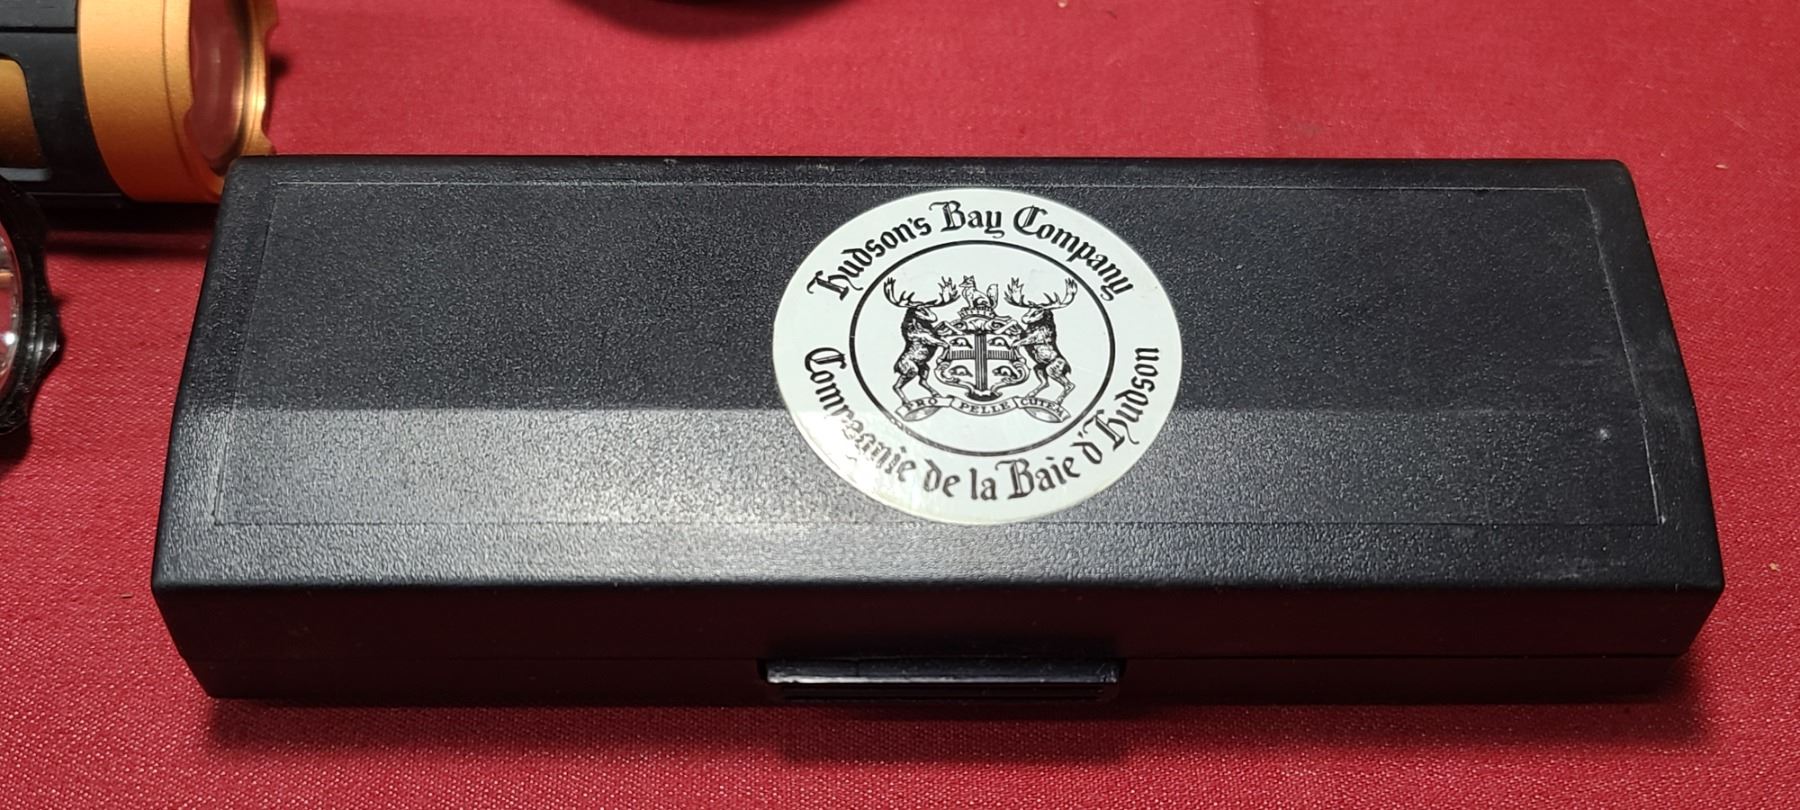 Hudson's Bay Company
PRO PELLE CUTEM
Compagnie de la Baie d'Hudson